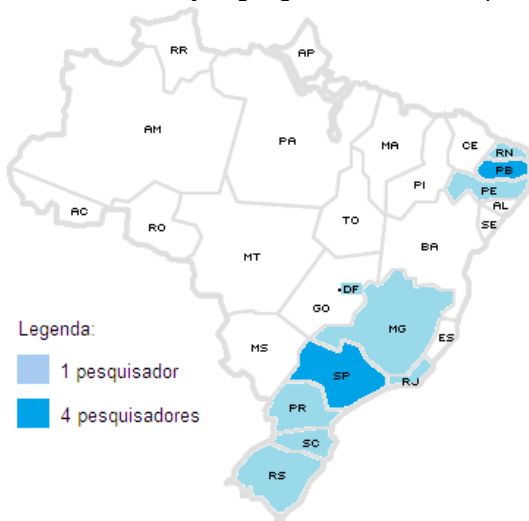 RR
AP
AM
PA
MA
CE
RN
PB
PE
PI
AL
SE
AC
RO
TO
BA
MT
DF
GO
MG
ES
MS
SP
RJ
PR
SC
RS
Legenda:
1 pesquisador
4 pesquisadores